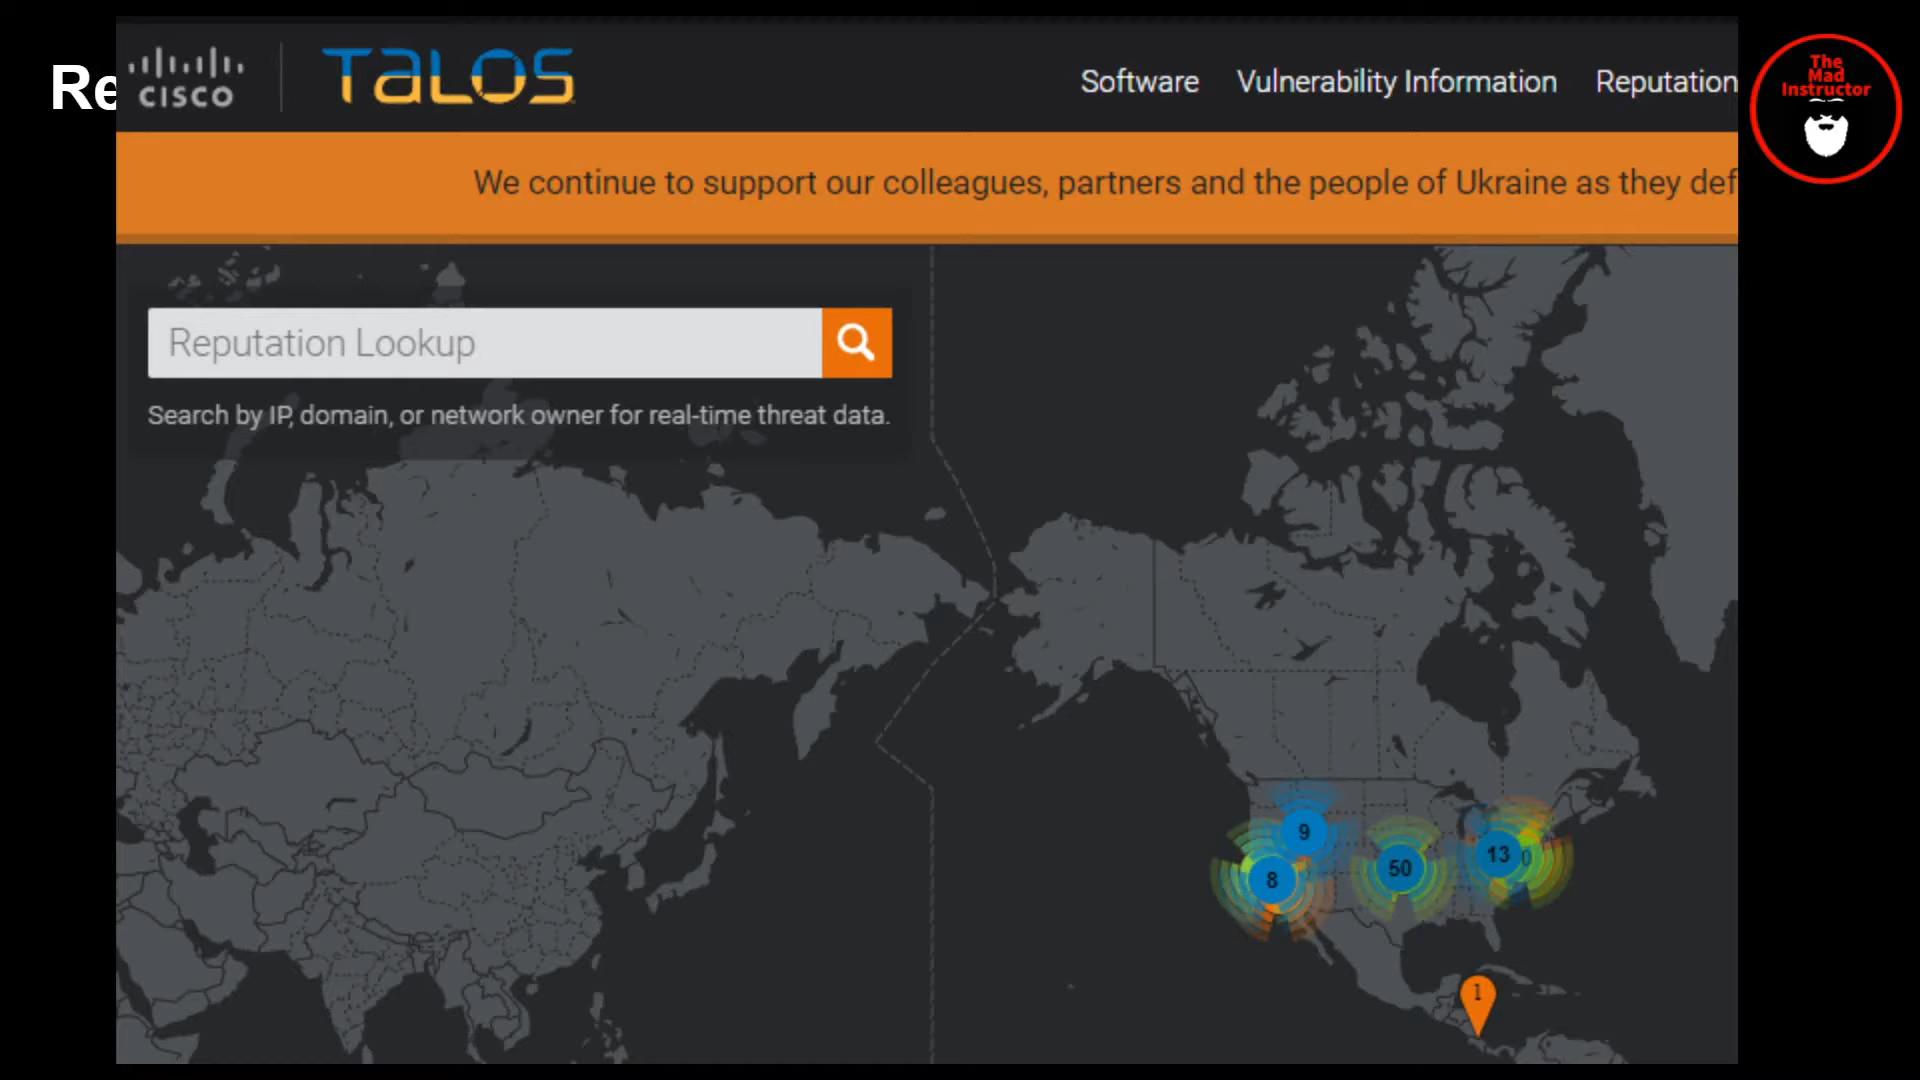 Re
CISCO
TALOS
Software Vulnerability Information Reputation
The
Mad
Instructor
We continue to support our colleagues, partners and the people of Ukraine as they def
Reputation Lookup
Search by IP, domain, or network owner for real-time threat data.
9
8
50
13
0
1